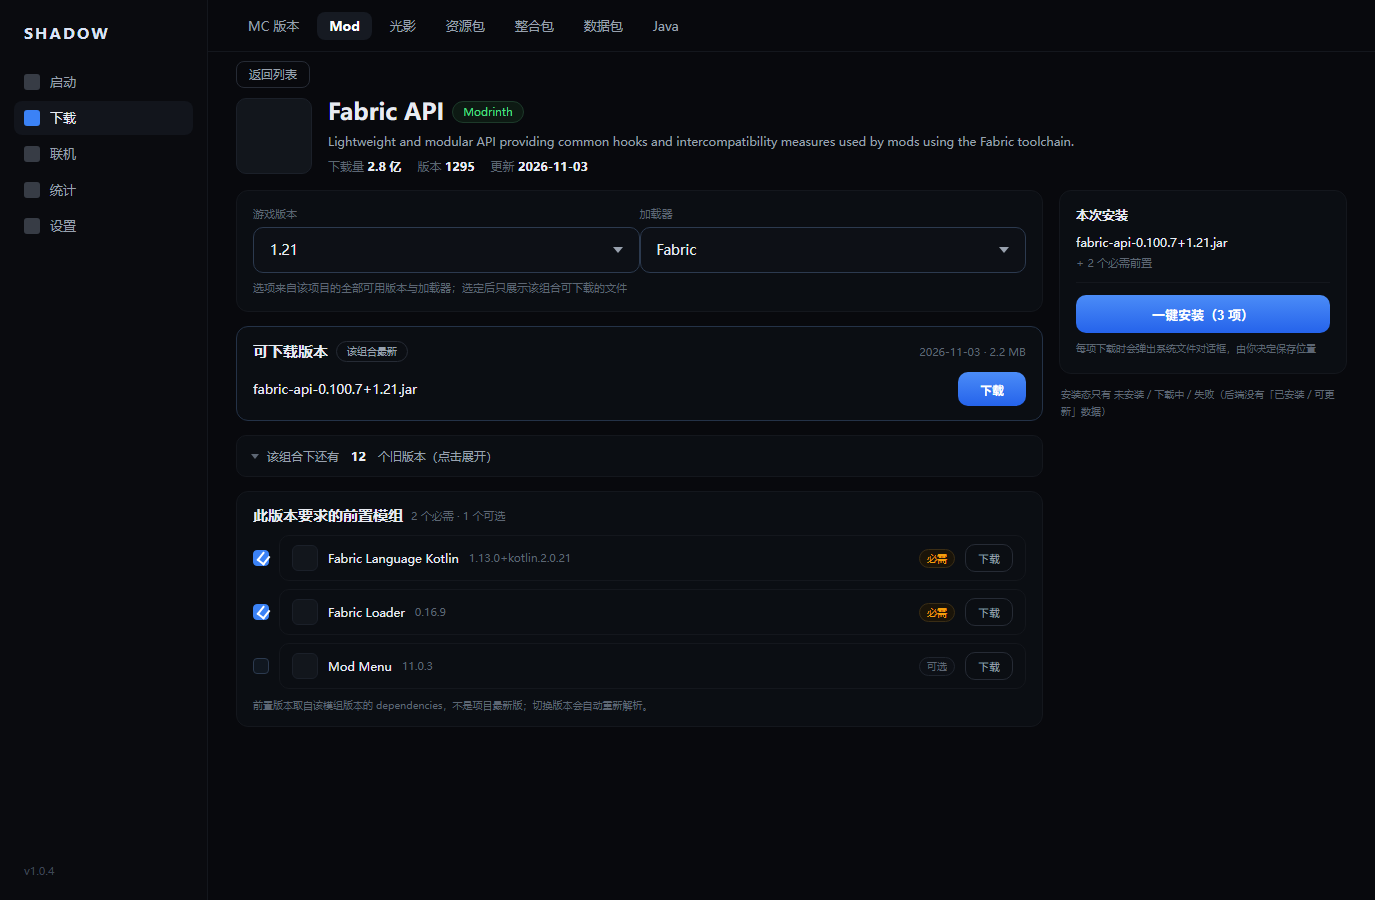 SHADOW
启动
下载
联机
统计
设置
v1.0.4
MC 版本
Mod
光影
资源包
整合包
数据包
Java
返回列表
Fabric API
Modrinth
Lightweight and modular API providing common hooks and intercompatibility measures used by mods using the Fabric toolchain.
下载量 2.8 亿 版本 1295 更新 2026-11-03
游戏版本
1.21
加载器
Fabric
选项来自该项目的全部可用版本与加载器；选定后只展示该组合可下载的文件
可下载版本
该组合最新
2026-11-03 · 2.2 MB
fabric-api-0.100.7+1.21.jar
下载
该组合下还有 12 个旧版本（点击展开）
此版本要求的前置模组
2 个必需 · 1 个可选
Fabric Language Kotlin 1.13.0+kotlin.2.0.21
必需
下载
Fabric Loader 0.16.9
必需
下载
Mod Menu 11.0.3
可选
下载
前置版本取自该模组版本的 dependencies，不是项目最新版；切换版本会自动重新解析。
本次安装
fabric-api-0.100.7+1.21.jar
+ 2 个必需前置
一键安装（3 项）
每项下载时会弹出系统文件对话框，由你决定保存位置
安装态只有 未安装 / 下载中 / 失败（后端没有「已安装 / 可更
新」数据）